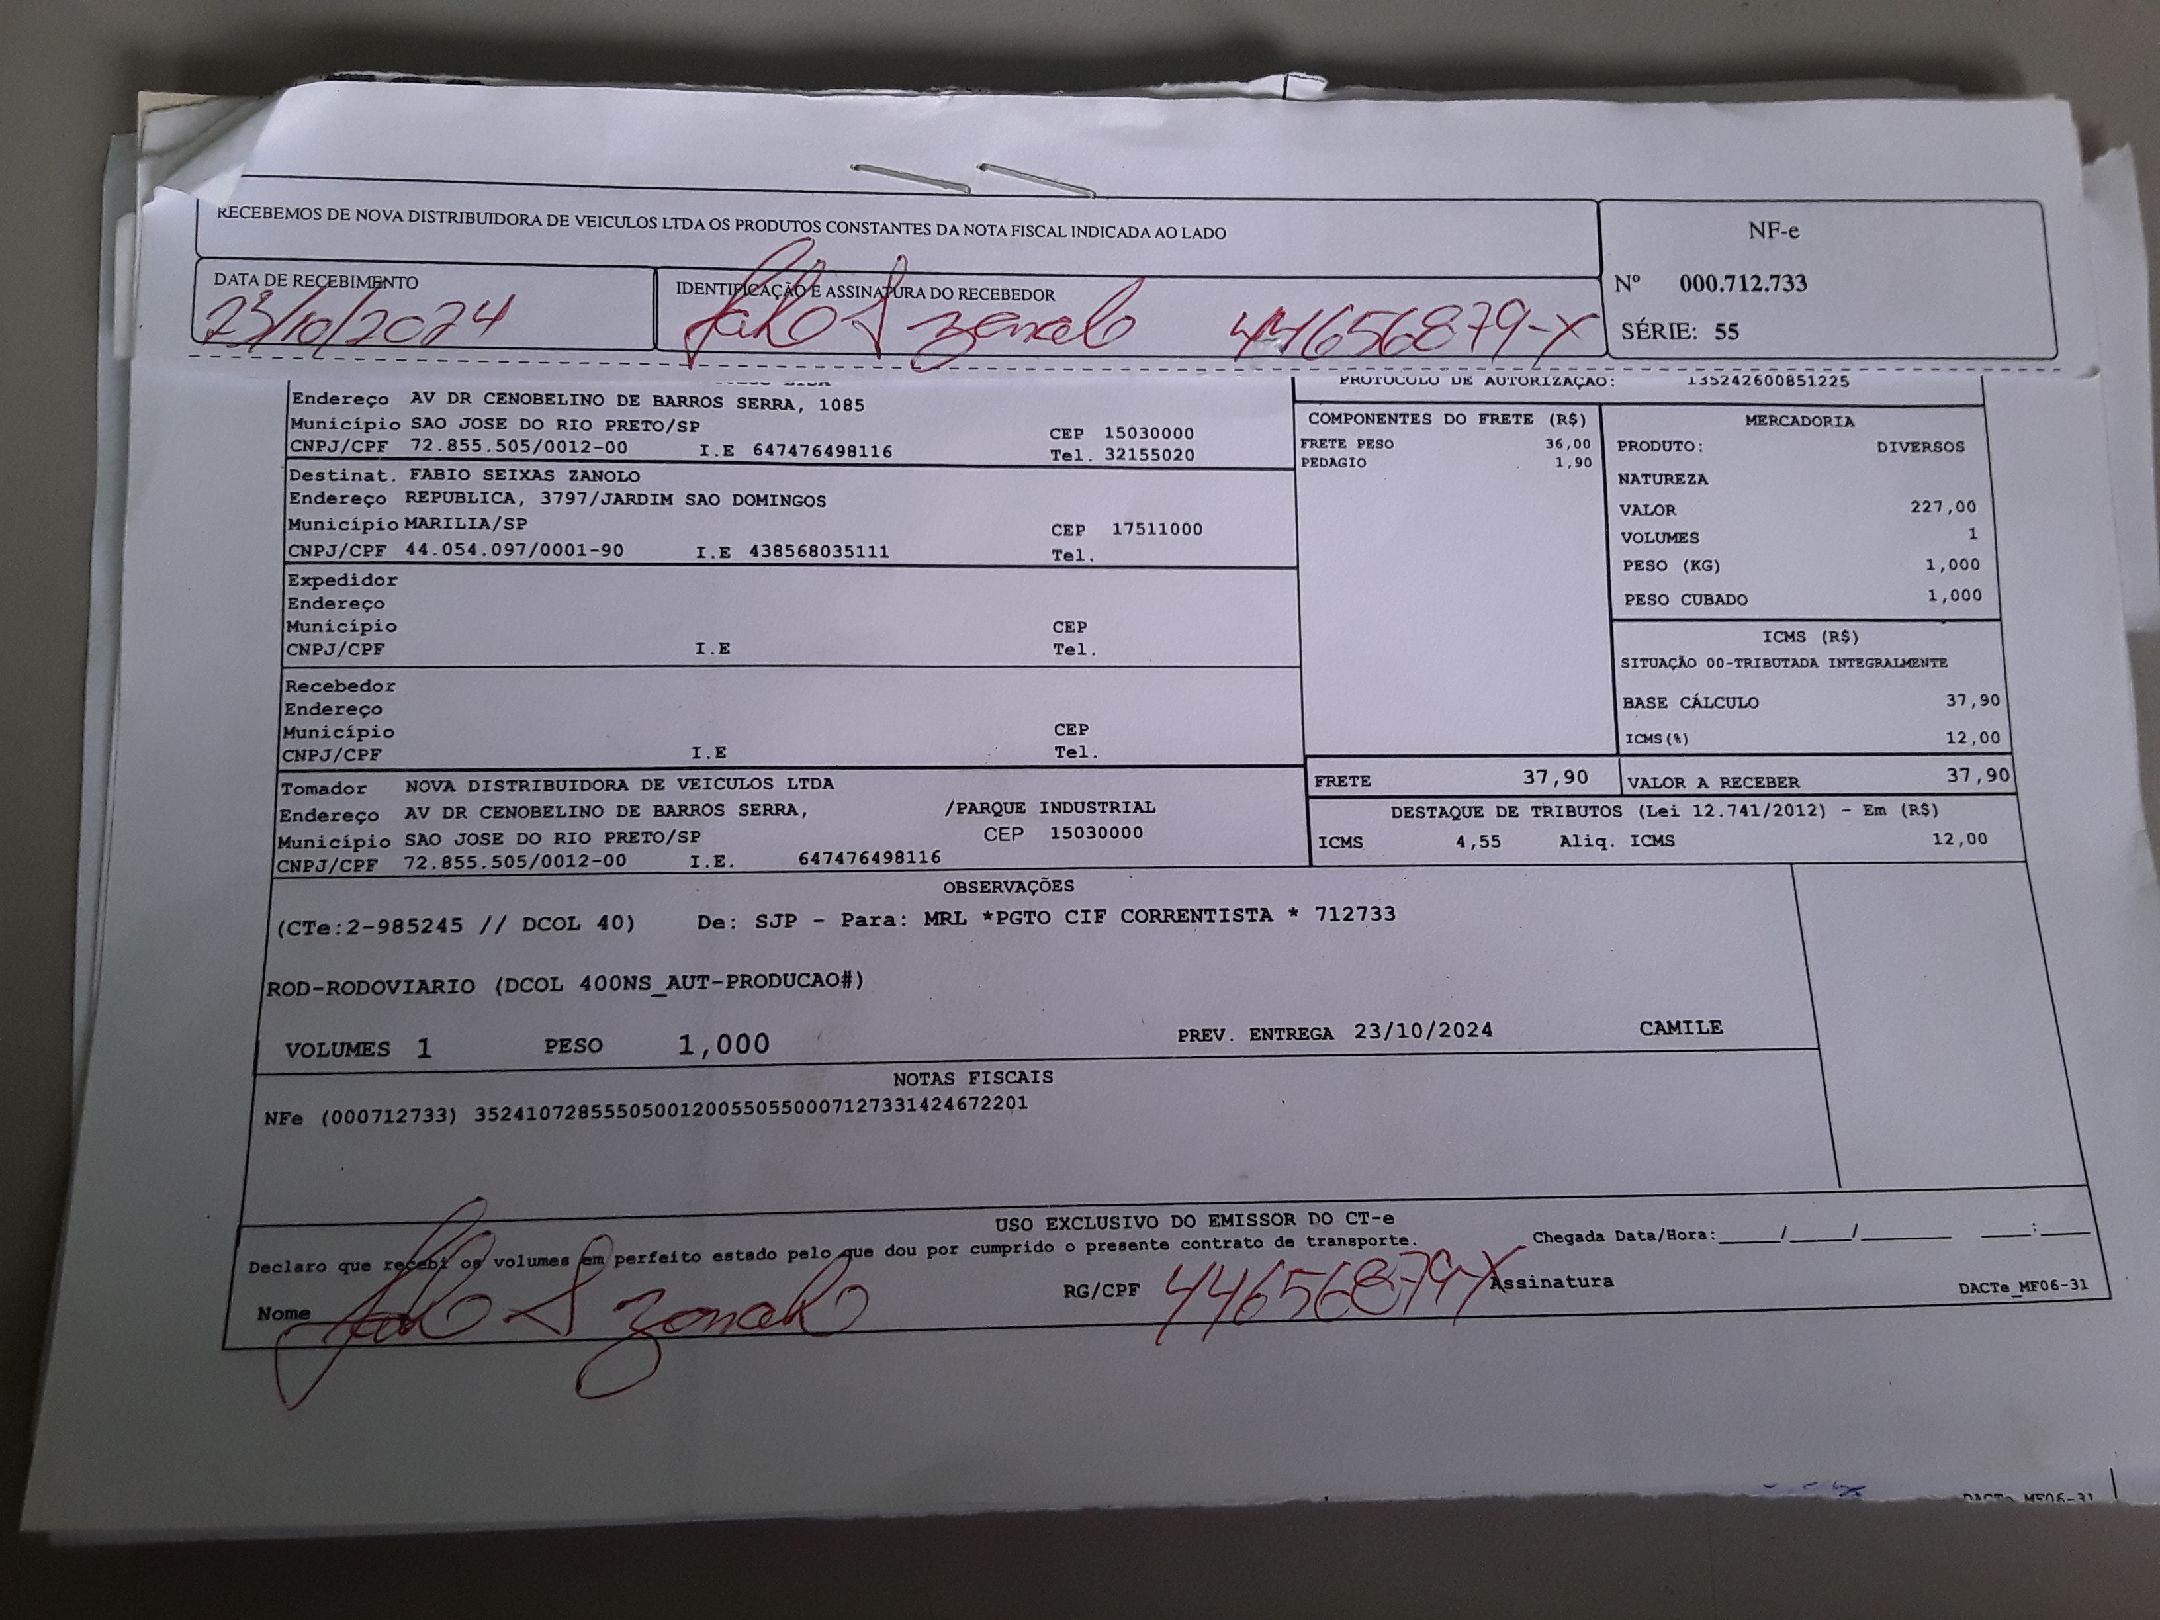 RECEBEMOS DE NOVA DISTRIBUIDORA DE VEICULOS LTDA OS PRODUTOS CONSTANTES DA NOTA FISCAL INDICADA AO LADO
NF-e
Nº 000.712.733
SÉRIE: 55
DATA DE RECEBIMENTO
23/10/2024
IDENTIFICAÇÃO E ASSINATURA DO RECEBEDOR
44656879-X
PROTOCOLO DE AUTORIZAÇÃO: 135242600851225
Endereço AV DR CENOBELINO DE BARROS SERRA, 1085
Município SAO JOSE DO RIO PRETO/SP CEP 15030000
CNPJ/CPF 72.855.505/0012-00 I.E 647476498116 Tel. 32155020
Destinat. FABIO SEIXAS ZANOLO
Endereço REPUBLICA, 3797/JARDIM SAO DOMINGOS
Município MARILIA/SP CEP 17511000
CNPJ/CPF 44.054.097/0001-90 I.E 438568035111 Tel.
Expedidor
Endereço
Município CEP
CNPJ/CPF I.E Tel.
Recebedor
Endereço
Município CEP
CNPJ/CPF I.E Tel.
Tomador NOVA DISTRIBUIDORA DE VEICULOS LTDA
Endereço AV DR CENOBELINO DE BARROS SERRA, /PARQUE INDUSTRIAL
Município SAO JOSE DO RIO PRETO/SP CEP 15030000
CNPJ/CPF 72.855.505/0012-00 I.E. 647476498116
COMPONENTES DO FRETE (R$)
FRETE PESO 36,00
PEDAGIO 1,90
MERCADORIA
PRODUTO: DIVERSOS
NATUREZA
VALOR 227,00
VOLUMES 1
PESO (KG) 1,000
PESO CUBADO 1,000
ICMS (R$)
SITUAÇÃO 00-TRIBUTADA INTEGRALMENTE
BASE CÁLCULO 37,90
ICMS(%) 12,00
FRETE 37,90 VALOR A RECEBER 37,90
DESTAQUE DE TRIBUTOS (Lei 12.741/2012) - Em (R$)
ICMS 4,55 Aliq. ICMS 12,00
OBSERVAÇÕES
(CTe:2-985245 // DCOL 40) De: SJP - Para: MRL *PGTO CIF CORRENTISTA * 712733
ROD-RODOVIARIO (DCOL 400NS_AUT-PRODUCAO#)
VOLUMES 1 PESO 1,000 PREV. ENTREGA 23/10/2024 CAMILE
NOTAS FISCAIS
NFe (000712733) 35241072855505001200550550007127331424672201
USO EXCLUSIVO DO EMISSOR DO CT-e
Declaro que recebi os volumes em perfeito estado pelo que dou por cumprido o presente contrato de transporte. Chegada Data/Hora:_____/_____/_______ ____:____
Nome RG/CPF 44656879-X Assinatura DACTe_MF06-31
DACTe MF06-31